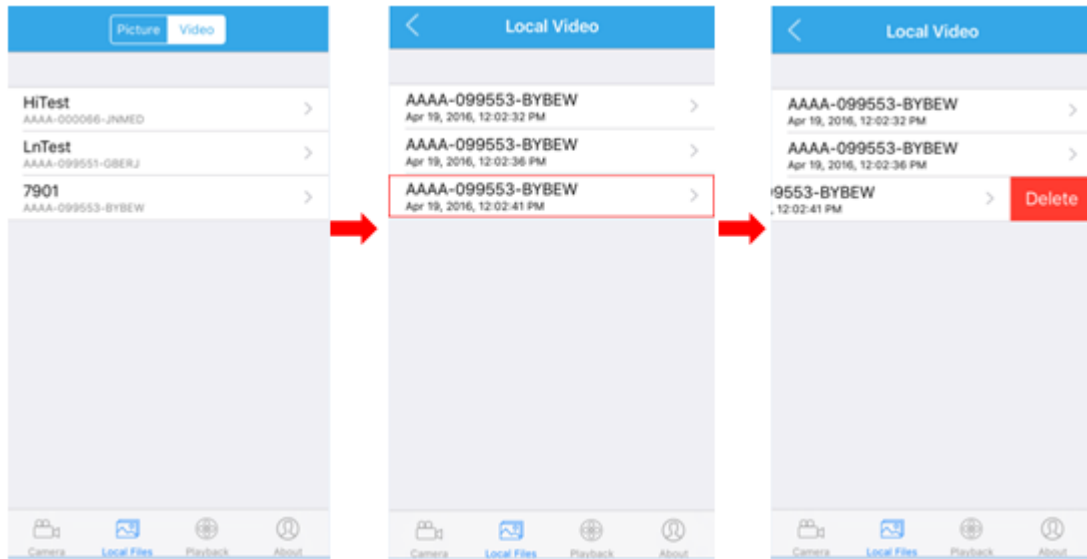 Picture Video
HiTest
AAAA-000066-JNMED
LnTest
AAAA-099551-GBERJ
7901
AAAA-099553-BYBEW
Camera Local Files Playback About
Local Video
AAAA-099553-BYBEW
Apr 19, 2016, 12:02:32 PM
AAAA-099553-BYBEW
Apr 19, 2016, 12:02:36 PM
AAAA-099553-BYBEW
Apr 19, 2016, 12:02:41 PM
Camera Local Files Playback About
Local Video
AAAA-099553-BYBEW
Apr 19, 2016, 12:02:32 PM
AAAA-099553-BYBEW
Apr 19, 2016, 12:02:36 PM
9553-BYBEW
, 12:02:41 PM
Delete
Camera Local Files Playback About